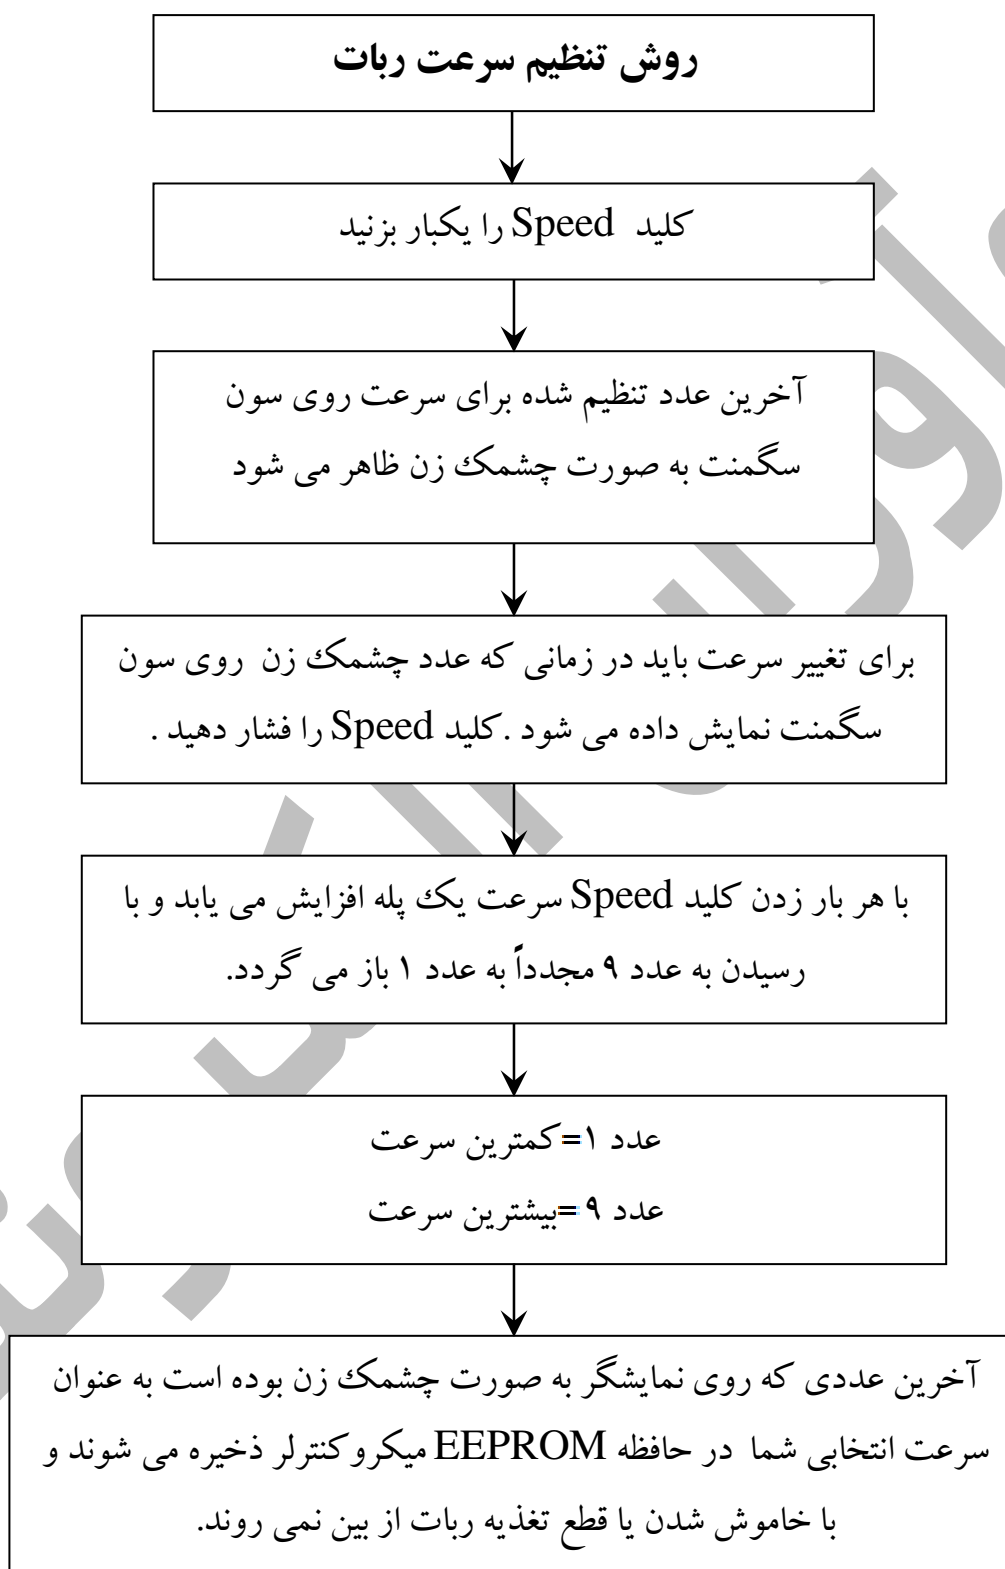 روش تنظیم سرعت ربات
کلید Speed را یکبار بزنید
آخرین عدد تنظیم شده برای سرعت روی سون
سگمنت به صورت چشمک زن ظاهر می شود
برای تغییر سرعت باید در زمانی که عدد چشمک زن روی سون
سگمنت نمایش داده می شود .کلید Speed را فشار دهید .
با هر بار زدن کلید Speed سرعت یک پله افزایش می یابد و با
رسیدن به عدد ۹ مجدداً به عدد ۱ باز می گردد.
عدد ۱=کمترین سرعت
عدد ۹=بیشترین سرعت
آخرین عددی که روی نمایشگر به صورت چشمک زن بوده است به عنوان
سرعت انتخابی شما در حافظه EEPROM میکروکنترلر ذخیره می شوند و
با خاموش شدن یا قطع تغذیه ربات از بین نمی روند.